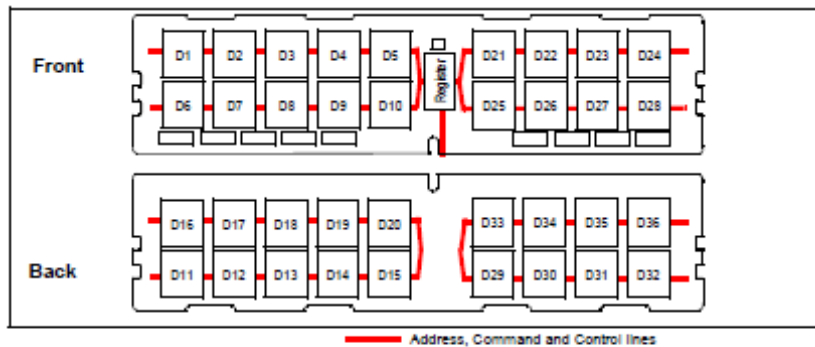 D1 D2 D3 D4 D5 D21 D22 D23 D24
Front
Register
D6 D7 D8 D9 D10 D25 D26 D27 D28
D16 D17 D18 D19 D20 D33 D34 D35 D36
Back
D11 D12 D13 D14 D15 D29 D30 D31 D32
Address, Command and Control lines